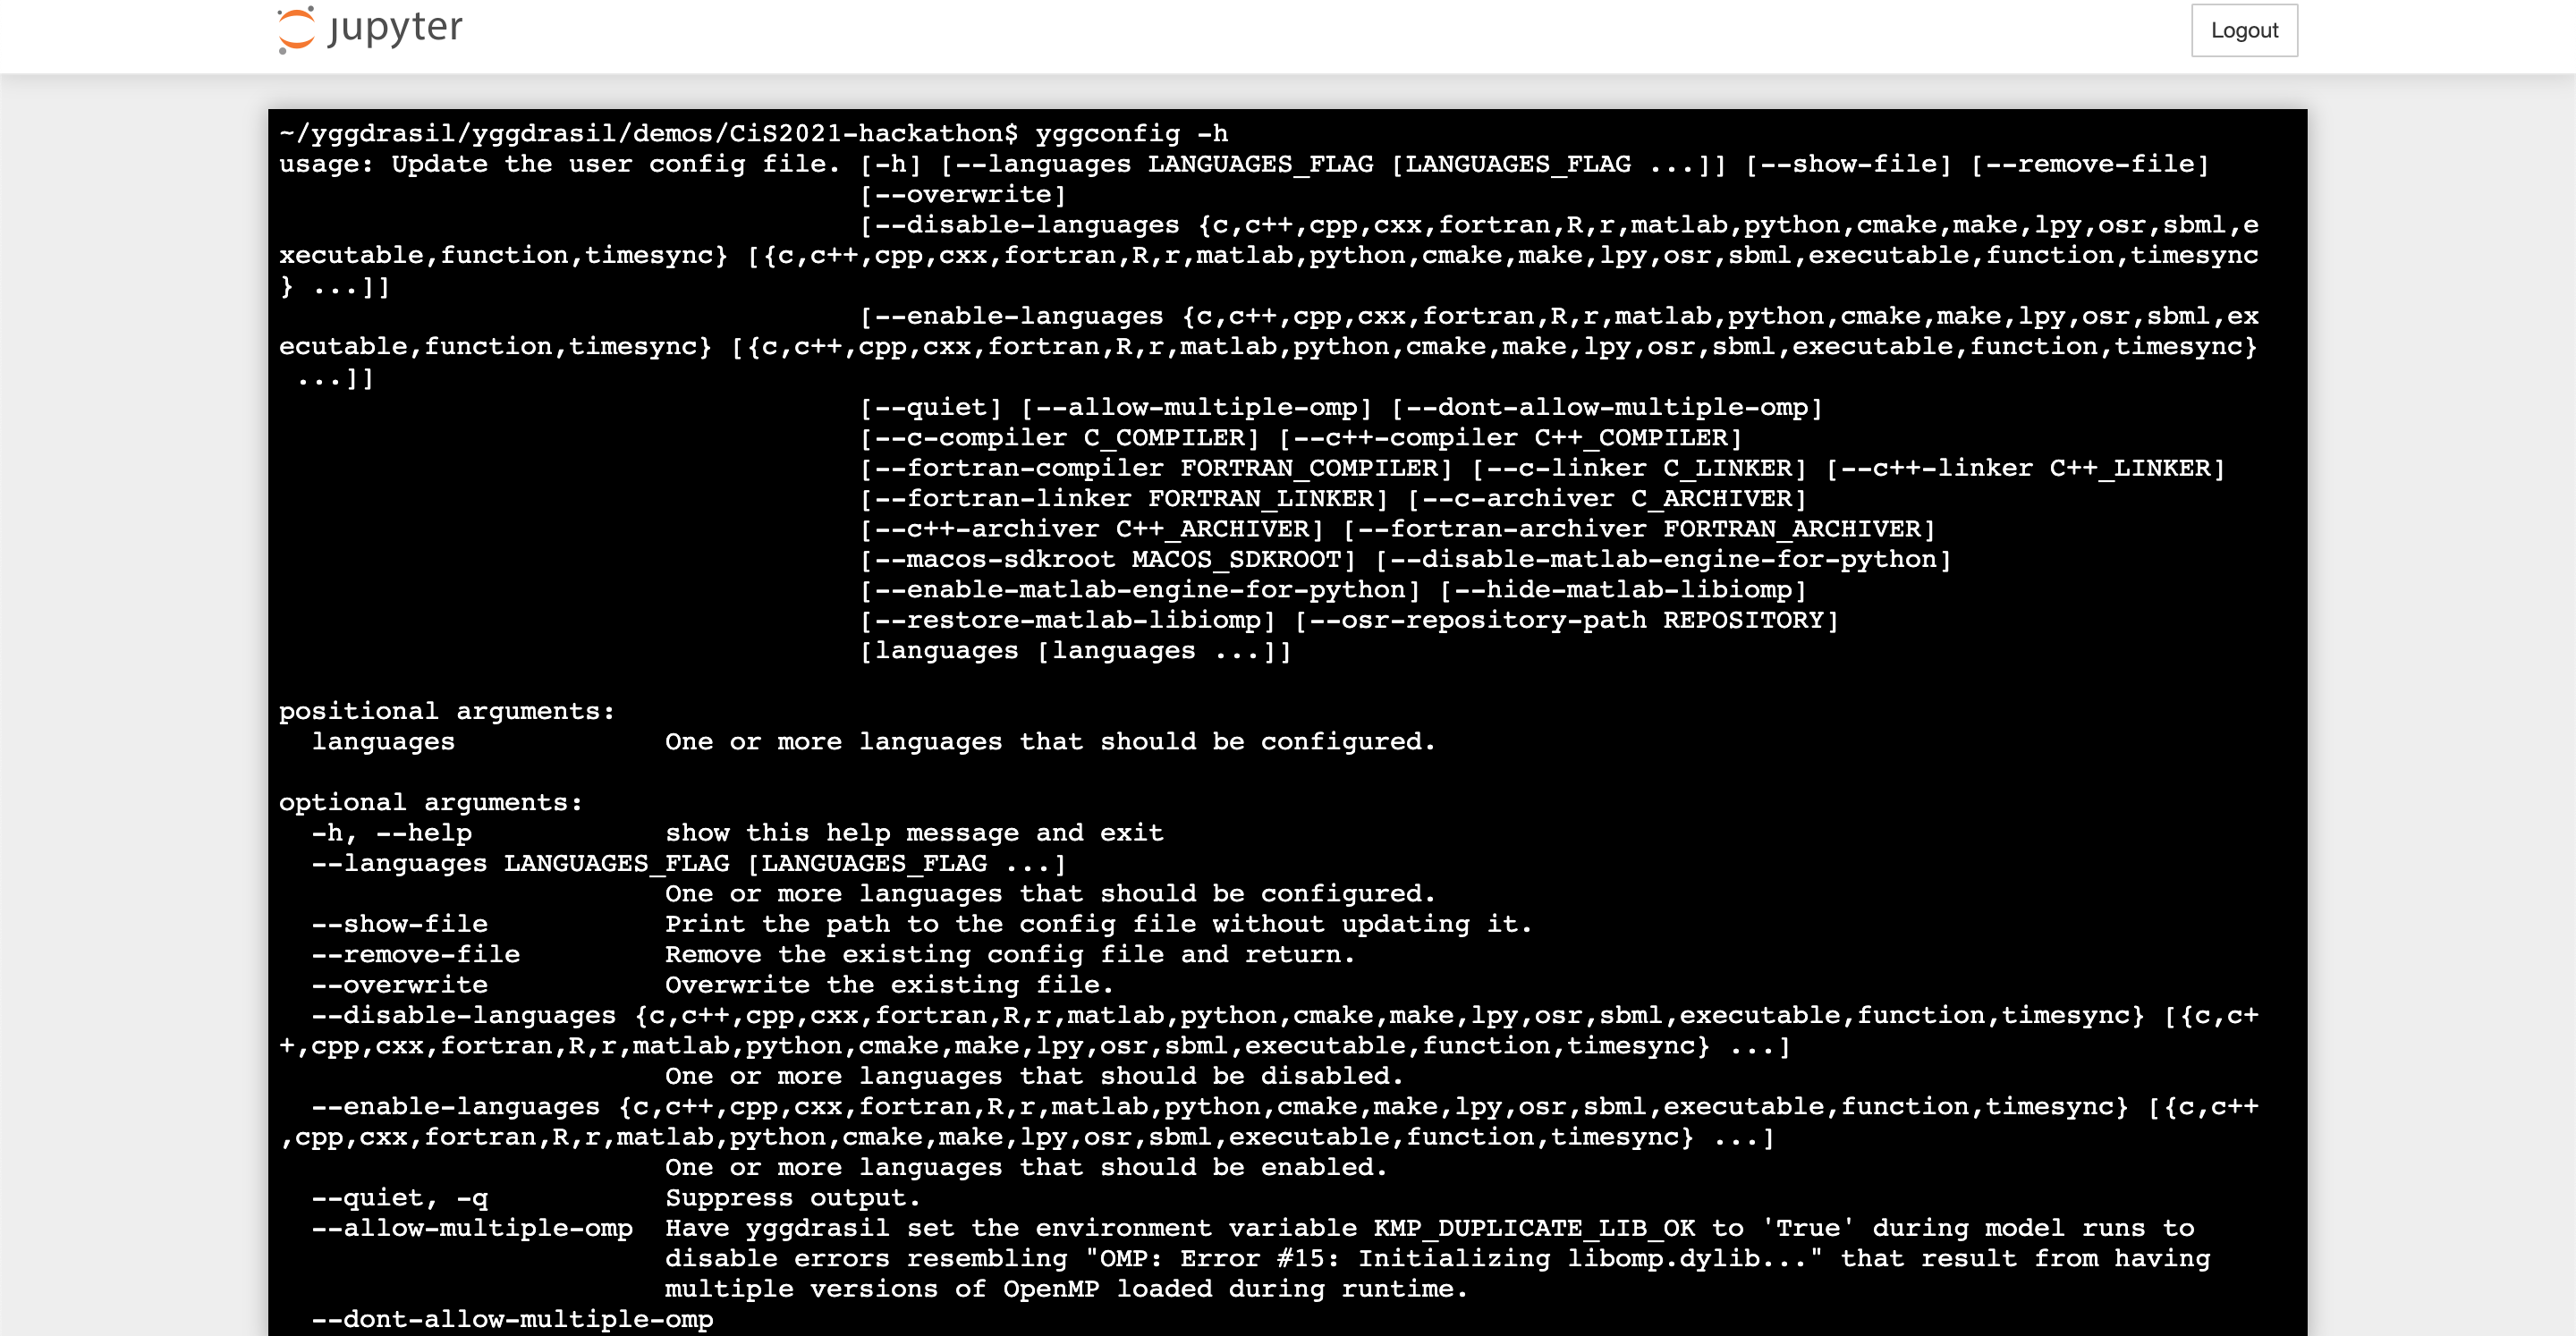 jupyter
Logout
~/yggdrasil/yggdrasil/demos/CiS2021-hackathon$ yggconfig -h
usage: Update the user config file. [-h] [--languages LANGUAGES_FLAG [LANGUAGES_FLAG ...]] [--show-file] [--remove-file]
[--overwrite]
[--disable-languages {c,c++,cpp,cxx,fortran,R,r,matlab,python,cmake,make,lpy,osr,sbml,e
xecutable,function,timesync} [{c,c++,cpp,cxx,fortran,R,r,matlab,python,cmake,make,lpy,osr,sbml,executable,function,timesync
} ...]]
[--enable-languages {c,c++,cpp,cxx,fortran,R,r,matlab,python,cmake,make,lpy,osr,sbml,ex
ecutable,function,timesync} [{c,c++,cpp,cxx,fortran,R,r,matlab,python,cmake,make,lpy,osr,sbml,executable,function,timesync}
...]]
[--quiet] [--allow-multiple-omp] [--dont-allow-multiple-omp]
[--c-compiler C_COMPILER] [--c++-compiler C++_COMPILER]
[--fortran-compiler FORTRAN_COMPILER] [--c-linker C_LINKER] [--c++-linker C++_LINKER]
[--fortran-linker FORTRAN_LINKER] [--c-archiver C_ARCHIVER]
[--c++-archiver C++_ARCHIVER] [--fortran-archiver FORTRAN_ARCHIVER]
[--macos-sdkroot MACOS_SDKROOT] [--disable-matlab-engine-for-python]
[--enable-matlab-engine-for-python] [--hide-matlab-libiomp]
[--restore-matlab-libiomp] [--osr-repository-path REPOSITORY]
[languages [languages ...]]
positional arguments:
languages One or more languages that should be configured.
optional arguments:
-h, --help show this help message and exit
--languages LANGUAGES_FLAG [LANGUAGES_FLAG ...]
One or more languages that should be configured.
--show-file Print the path to the config file without updating it.
--remove-file Remove the existing config file and return.
--overwrite Overwrite the existing file.
--disable-languages {c,c++,cpp,cxx,fortran,R,r,matlab,python,cmake,make,lpy,osr,sbml,executable,function,timesync} [{c,c+
+,cpp,cxx,fortran,R,r,matlab,python,cmake,make,lpy,osr,sbml,executable,function,timesync} ...]
One or more languages that should be disabled.
--enable-languages {c,c++,cpp,cxx,fortran,R,r,matlab,python,cmake,make,lpy,osr,sbml,executable,function,timesync} [{c,c++
,cpp,cxx,fortran,R,r,matlab,python,cmake,make,lpy,osr,sbml,executable,function,timesync} ...]
One or more languages that should be enabled.
--quiet, -q Suppress output.
--allow-multiple-omp Have yggdrasil set the environment variable KMP_DUPLICATE_LIB_OK to 'True' during model runs to
disable errors resembling "OMP: Error #15: Initializing libomp.dylib..." that result from having
multiple versions of OpenMP loaded during runtime.
--dont-allow-multiple-omp